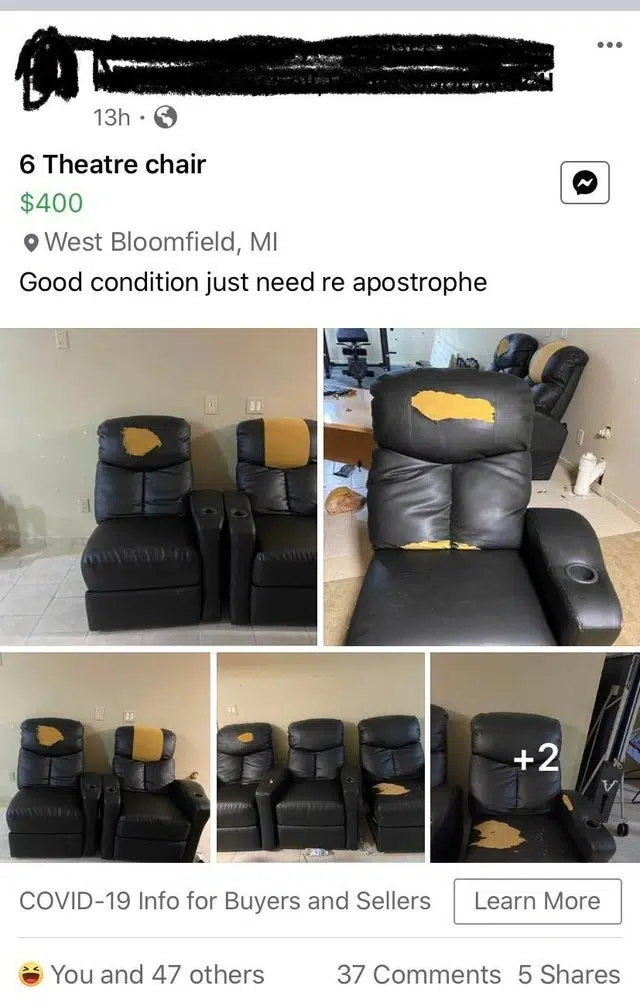 13h ·
6 Theatre chair
$400
West Bloomfield, MI
Good condition just need re apostrophe
+2
V
COVID-19 Info for Buyers and Sellers
Learn More
You and 47 others
37 Comments 5 Shares